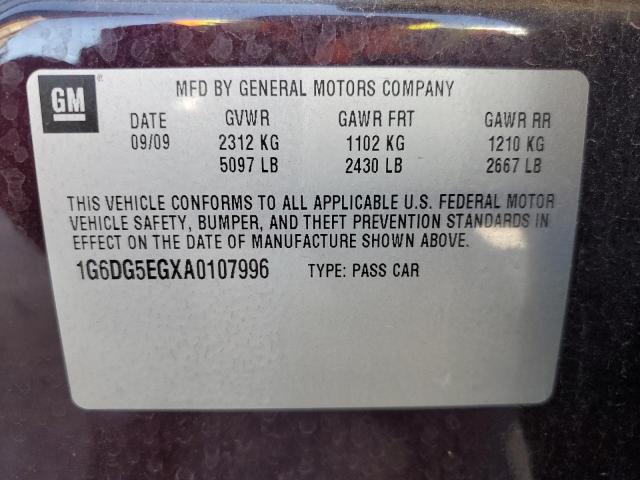 GM ®
MFD BY GENERAL MOTORS COMPANY
DATE GVWR GAWR FRT GAWR RR
09/09 2312 KG 1102 KG 1210 KG
5097 LB 2430 LB 2667 LB
THIS VEHICLE CONFORMS TO ALL APPLICABLE U.S. FEDERAL MOTOR
VEHICLE SAFETY, BUMPER, AND THEFT PREVENTION STANDARDS IN
EFFECT ON THE DATE OF MANUFACTURE SHOWN ABOVE.
1G6DG5EGXA0107996 TYPE: PASS CAR